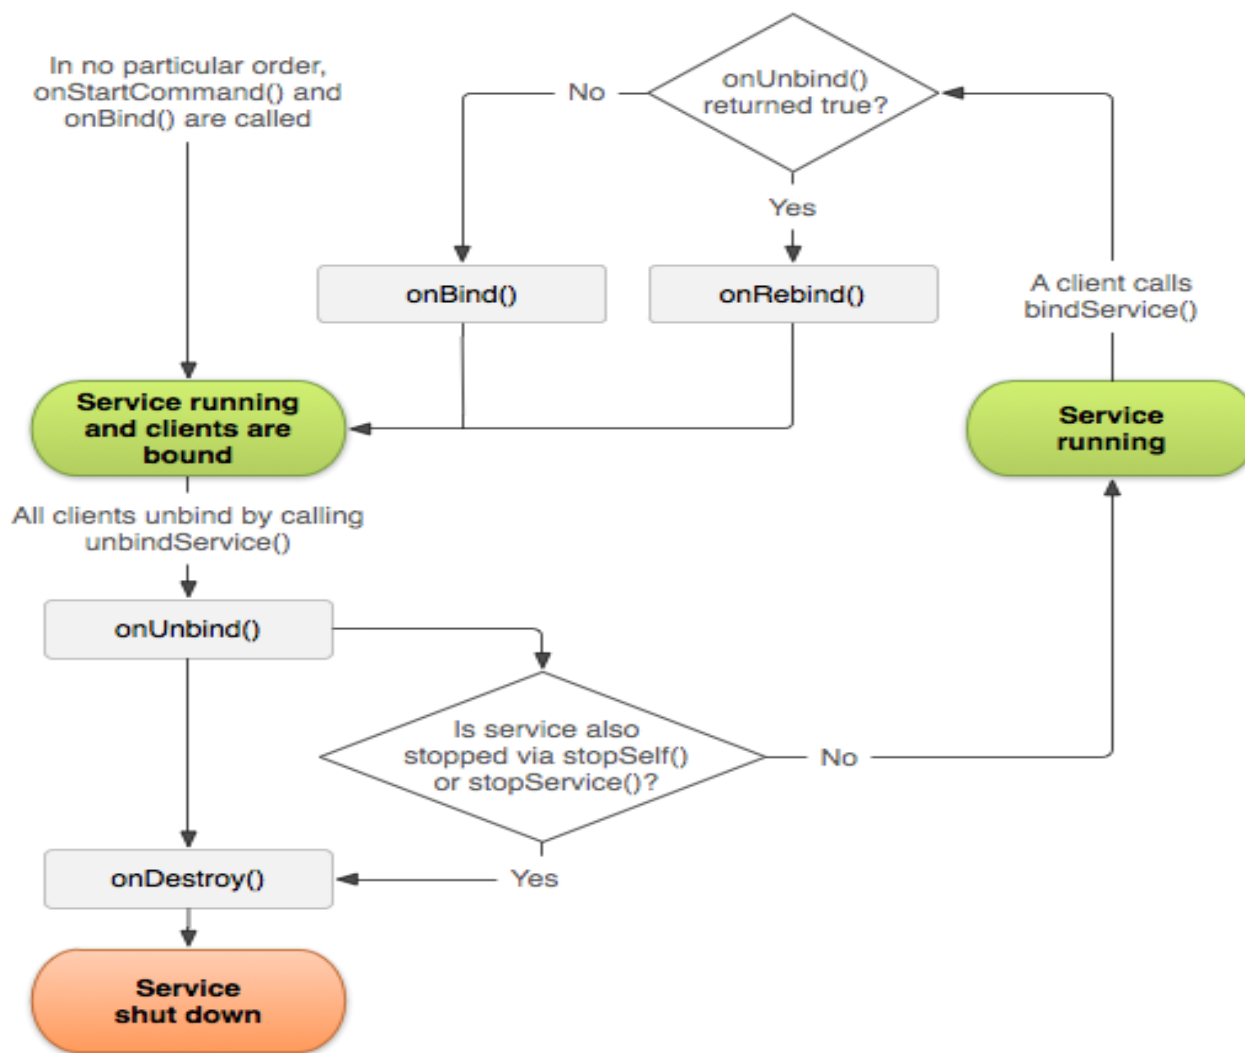 In no particular order,
onStartCommand() and
onBind() are called
onUnbind()
returned true?
No
Yes
onBind()
onRebind()
A client calls
bindService()
Service running
and clients are
bound
Service
running
All clients unbind by calling
unbindService()
onUnbind()
Is service also
stopped via stopSelf()
or stopService()?
No
Yes
onDestroy()
Service
shut down